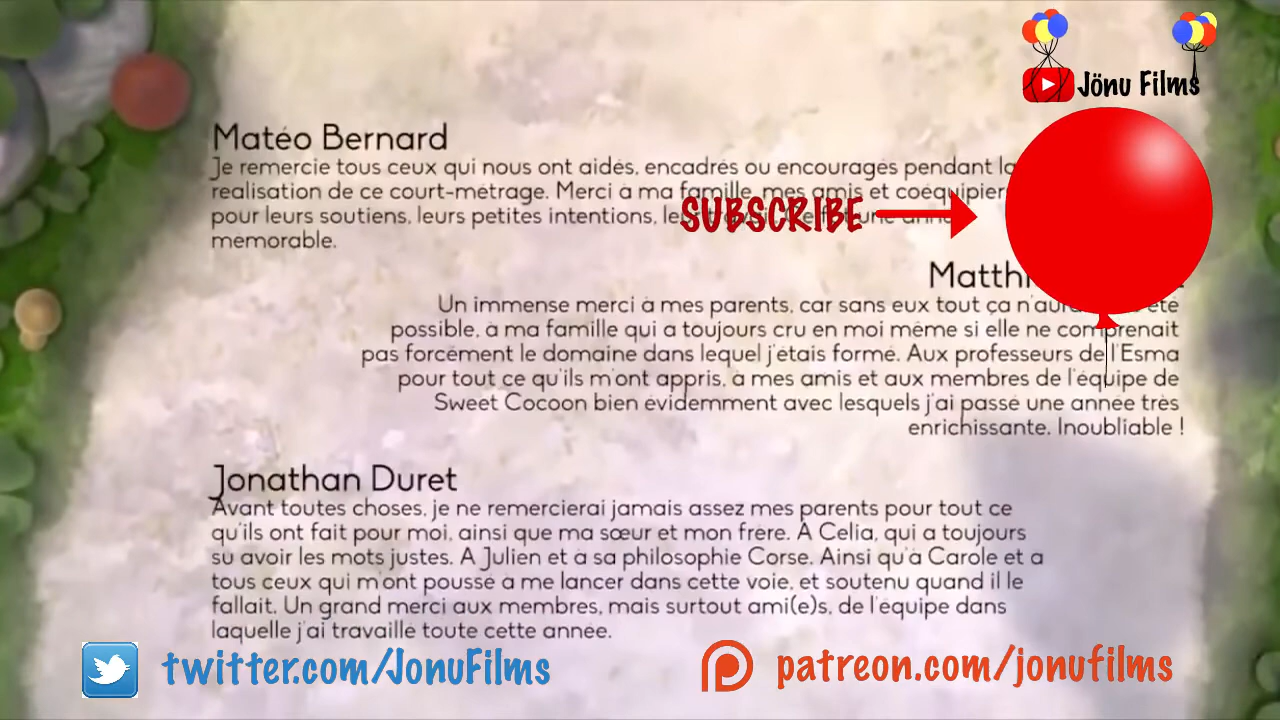 Jönu Films
Matéo Bernard
Je remercie tous ceux qui nous ont aidés, encadrés ou encouragés pendant la
réalisation de ce court-métrage. Merci à ma famille, mes amis et coéquipiers
pour leurs soutiens, leurs petites intentions,
mémorable.
SUBSCRIBE
Un immense merci à mes parents, car sans eux tout ça n'aurait été
possible, à ma famille qui a toujours cru en moi même si elle ne comprenait
pas forcément le domaine dans lequel j'étais formé. Aux professeurs de l'Esma
pour tout ce qu'ils m'ont appris, à mes amis et aux membres de l'équipe de
Sweet Cocoon bien évidemment avec lesquels j'ai passé une année très
enrichissante. Inoubliable !
Jonathan Duret
Avant toutes choses, je ne remercierai jamais assez mes parents pour tout ce
qu'ils ont fait pour moi, ainsi que ma sœur et mon frère. À Celia, qui a toujours
su avoir les mots justes. A Julien et à sa philosophie Corse. Ainsi qu'à Carole et a
tous ceux qui m'ont poussé à me lancer dans cette voie, et soutenu quand il le
fallait. Un grand merci aux membres, mais surtout ami(e)s, de l'équipe dans
laquelle j'ai travaillé toute cette année.
twitter.com/JonuFilms
patreon.com/jonufilms